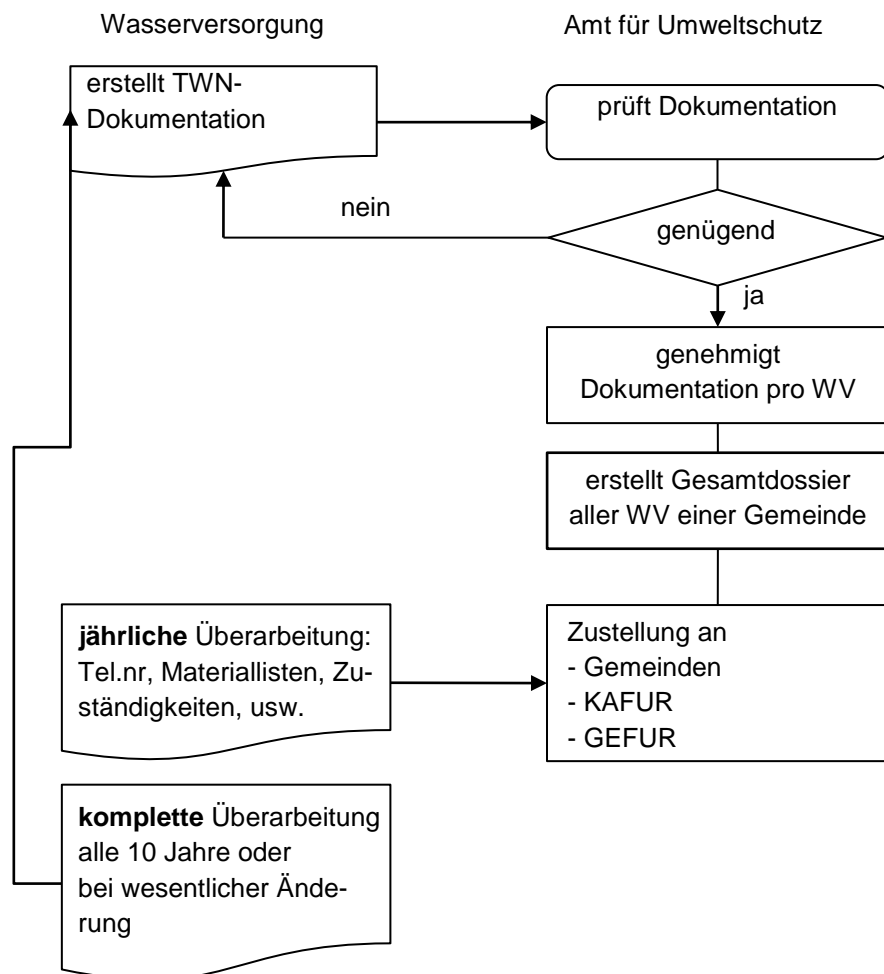 Wasserversorgung
Amt für Umweltschutz
erstellt TWN-
Dokumentation
prüft Dokumentation
nein
genügend
ja
genehmigt
Dokumentation pro WV
erstellt Gesamtdossier
aller WV einer Gemeinde
jährliche Überarbeitung:
Tel.nr, Materiallisten, Zu-
ständigkeiten, usw.
Zustellung an
- Gemeinden
- KAFUR
- GEFUR
komplette Überarbeitung
alle 10 Jahre oder
bei wesentlicher Ände-
rung